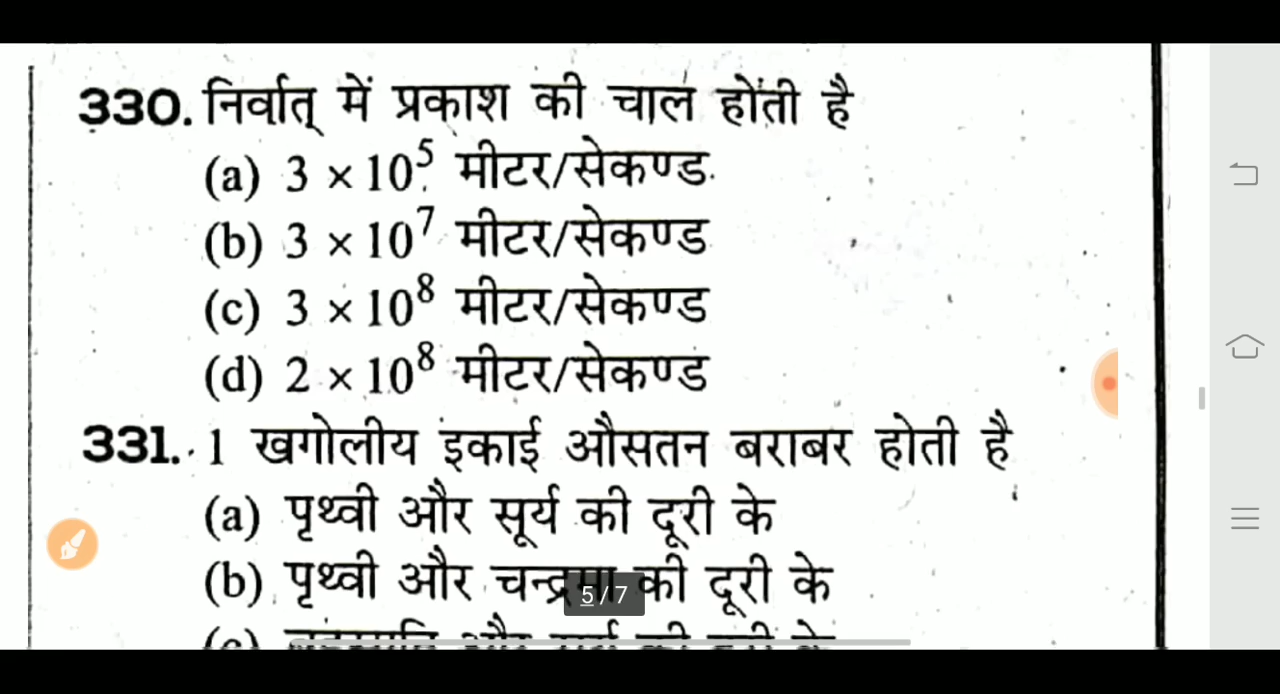 330. निर्वात् में प्रकाश की चाल होती है
(a) 3 × 10⁵ मीटर/सेकण्ड
(b) 3 × 10⁷ मीटर/सेकण्ड
(c) 3 × 10⁸ मीटर/सेकण्ड
(d) 2 × 10⁸ मीटर/सेकण्ड
331. 1 खगोलीय इकाई औसतन बराबर होती है
(a) पृथ्वी और सूर्य की दूरी के
(b) पृथ्वी और चन्द्रमा की दूरी के
5/7
(c) और सूर्य की दूरी के